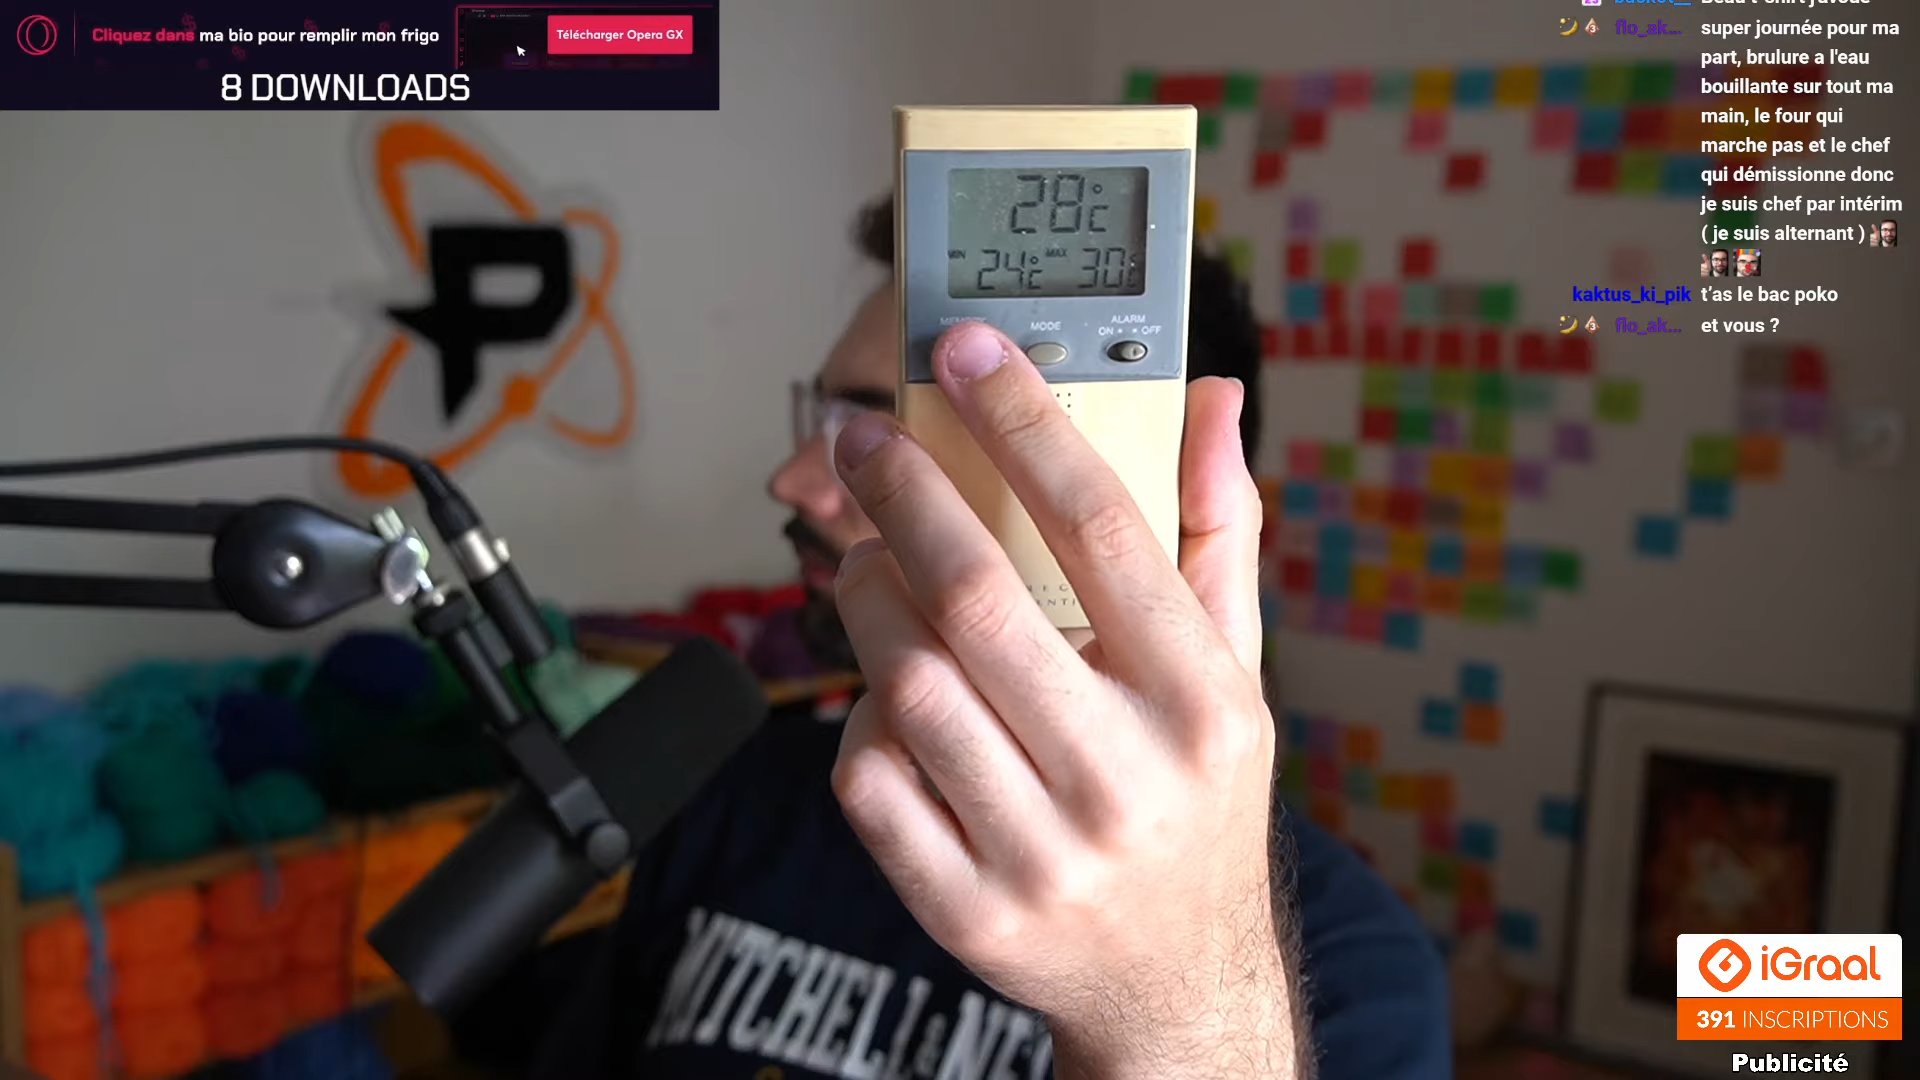 Cliquez dans ma bio pour remplir mon frigo
Télécharger Opera GX
8 DOWNLOADS
flo_ak...
super journée pour ma
part, brulure a l'eau
bouillante sur tout ma
main, le four qui
marche pas et le chef
qui démissionne donc
je suis chef par intérim
( je suis alternant )
kaktus_ki_pik t'as le bac poko
flo_ak... et vous ?
28°C
MIN 24°C MAX 30°C
MODE
ALARM
ON • • OFF
P
MITCHELL & NE
iGraal
391 INSCRIPTIONS
Publicité